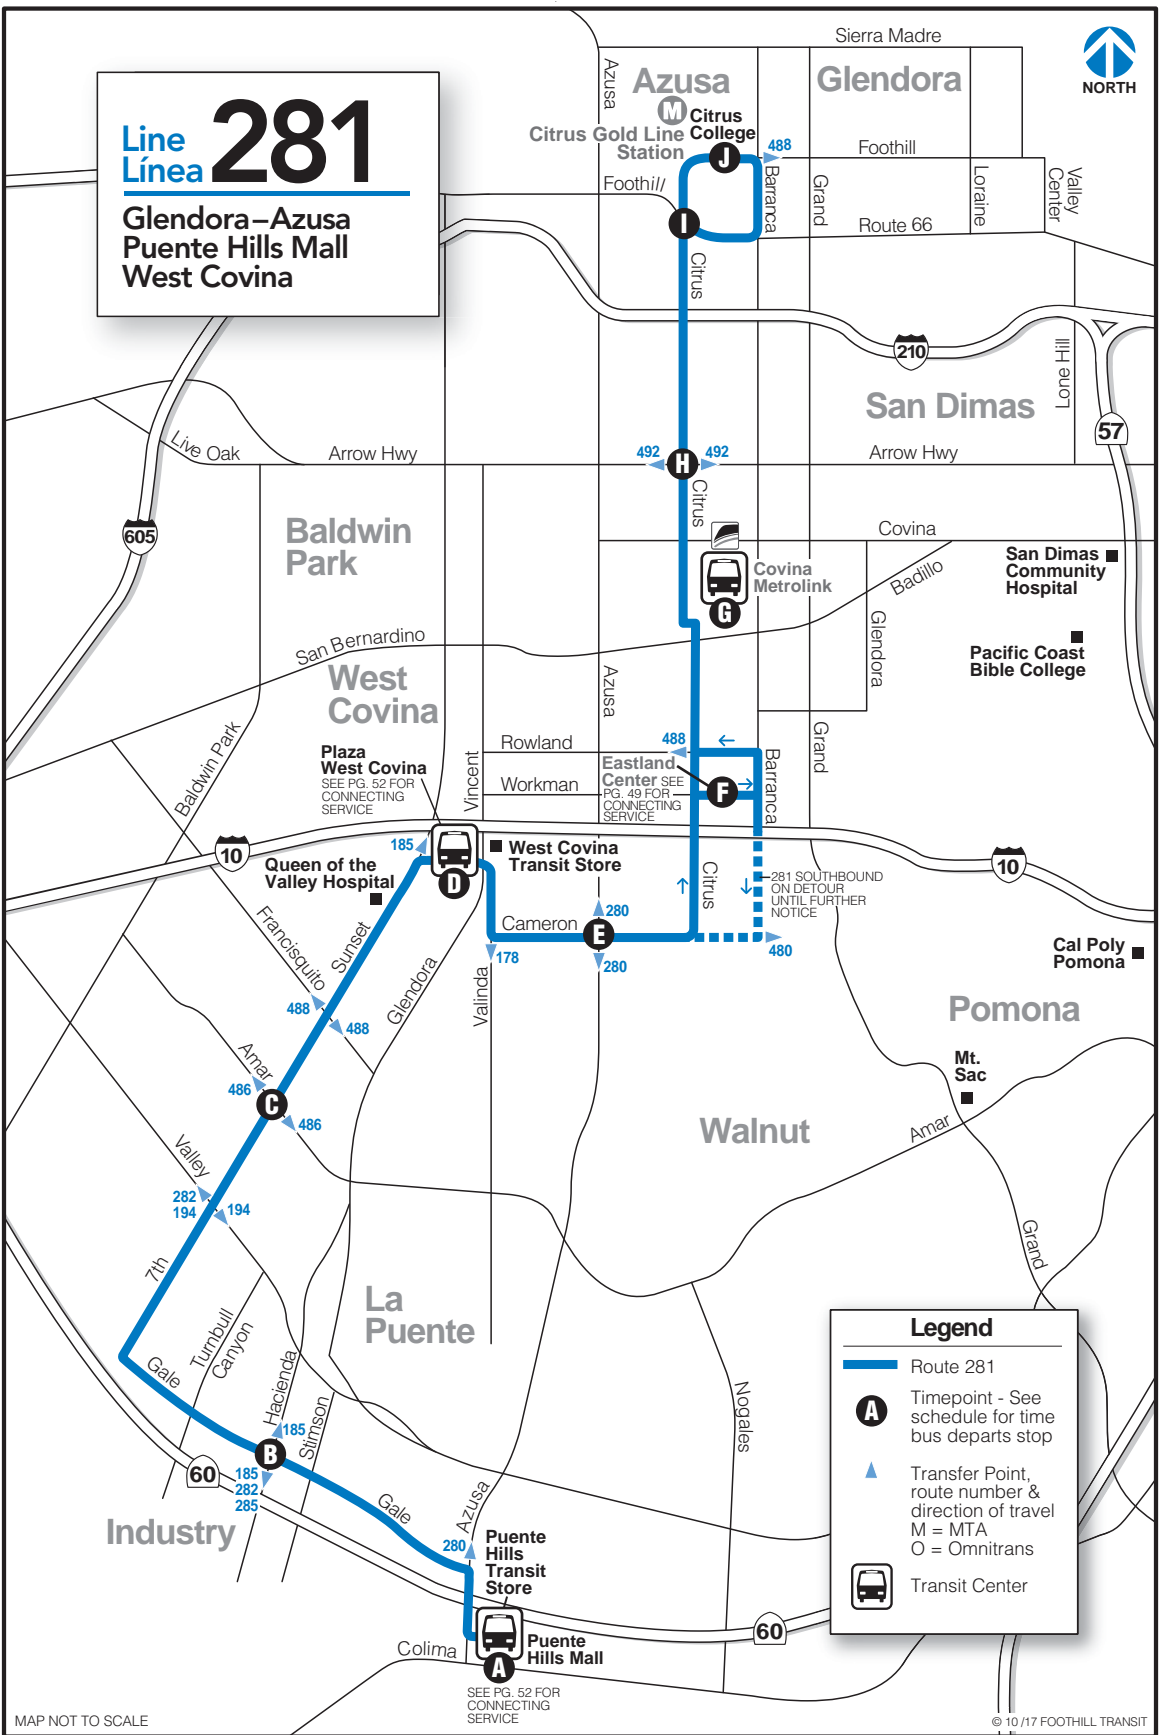 Sierra Madre
NORTH
Line
Línea
281
Glendora–Azusa
Puente Hills Mall
West Covina
Azusa
Azusa
Glendora
M
Citrus
College
Citrus Gold Line
Station
J
488
Foothill
Foothill
Barranca
Grand
Loraine
Valley
Center
I
Route 66
Citrus
210
Lone Hill
San Dimas
57
Live Oak
Arrow Hwy
492
H
492
Arrow Hwy
Citrus
605
Baldwin
Park
Covina
Covina
Metrolink
G
Badillo
San Dimas
Community
Hospital
Glendora
Pacific Coast
Bible College
San Bernardino
West
Covina
Azusa
Baldwin Park
Plaza
West Covina
SEE PG. 52 FOR
CONNECTING
SERVICE
Vincent
Rowland
488
Workman
Eastland
Center SEE
PG. 49 FOR
CONNECTING
SERVICE
F
Barranca
Grand
10
185
D
West Covina
Transit Store
10
Queen of the
Valley Hospital
Citrus
281 SOUTHBOUND
ON DETOUR
UNTIL FURTHER
NOTICE
Francisquito
Sunset
Cameron
280
E
280
178
480
Cal Poly
Pomona
Glendora
Valinda
488
488
Pomona
Amar
486
C
486
Mt.
Sac
Walnut
Amar
Valley
282
194
194
7th
Grand
La
Puente
Turnbull
Canyon
Gale
Hacienda
Stimson
185
B
60
185
282
285
Nogales
Industry
Gale
Azusa
280
Puente
Hills
Transit
Store
Puente
Hills Mall
A
60
Colima
SEE PG. 52 FOR
CONNECTING
SERVICE
Legend
Route 281
A
Timepoint - See
schedule for time
bus departs stop
Transfer Point,
route number &
direction of travel
M = MTA
O = Omnitrans
Transit Center
MAP NOT TO SCALE
© 10 /17 FOOTHILL TRANSIT